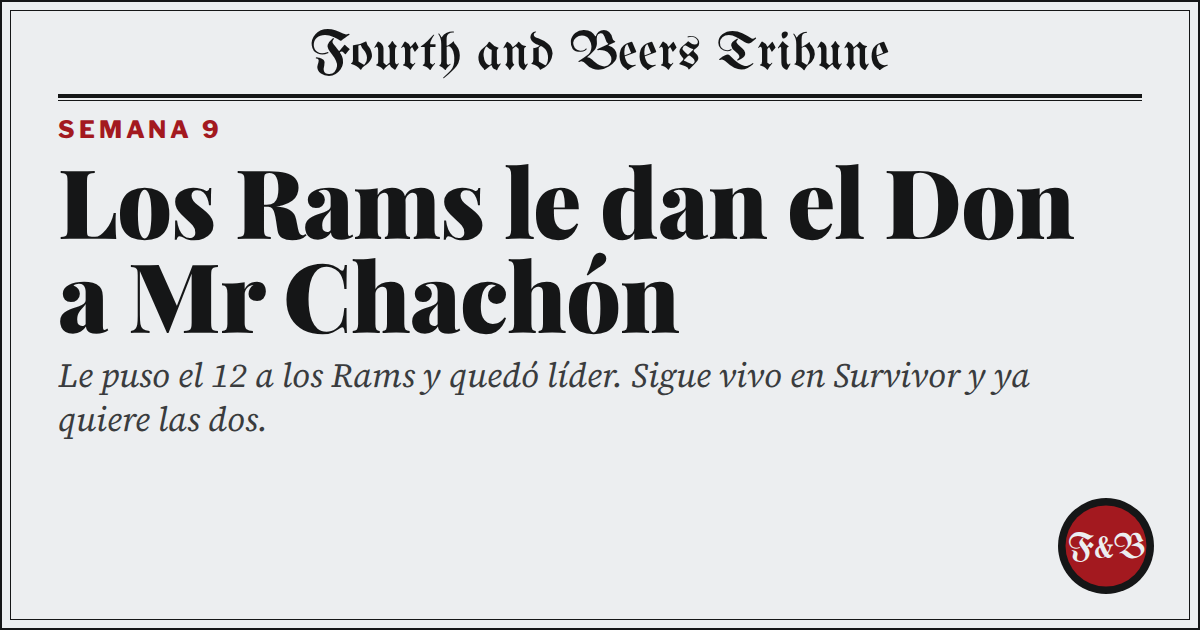 Fourth and Beers Tribune
SEMANA 9
Los Rams le dan el Don
a Mr Chachón
Le puso el 12 a los Rams y quedó líder. Sigue vivo en Survivor y ya
quiere las dos.
F&B